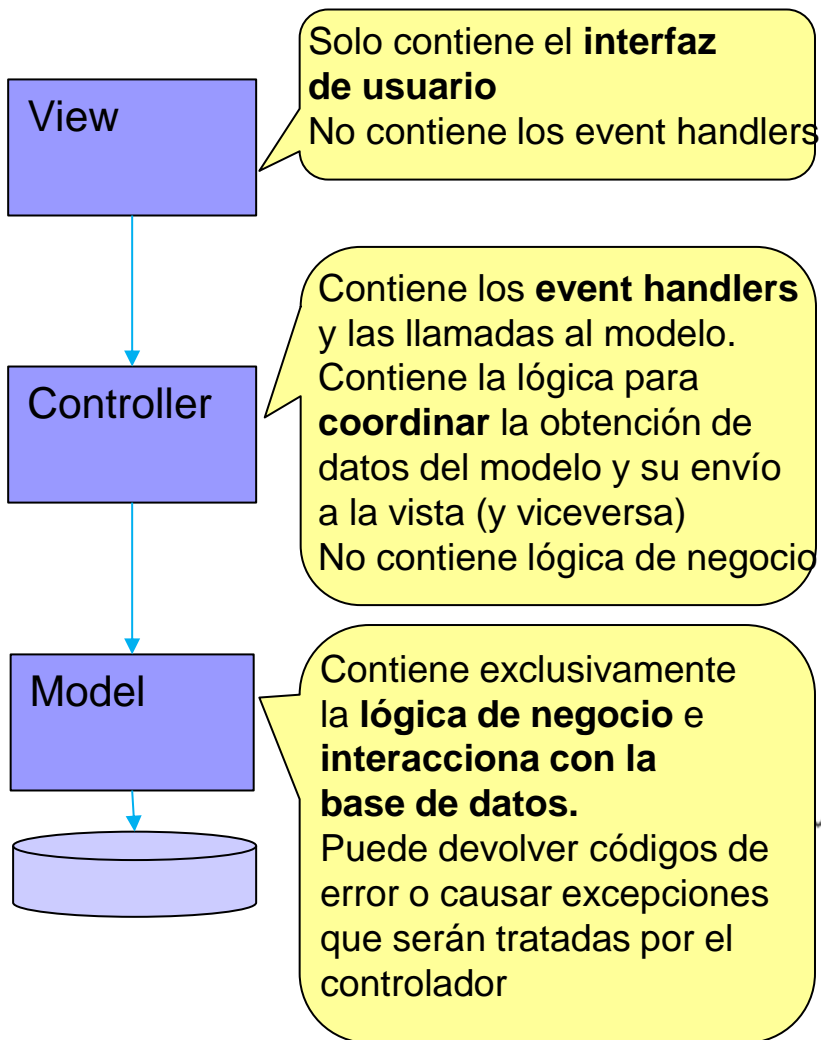 View
Solo contiene el interfaz
de usuario
No contiene los event handlers
Controller
Contiene los event handlers
y las llamadas al modelo.
Contiene la lógica para
coordinar la obtención de
datos del modelo y su envío
a la vista (y viceversa)
No contiene lógica de negocio
Model
Contiene exclusivamente
la lógica de negocio e
interacciona con la
base de datos.
Puede devolver códigos de
error o causar excepciones
que serán tratadas por el
controlador